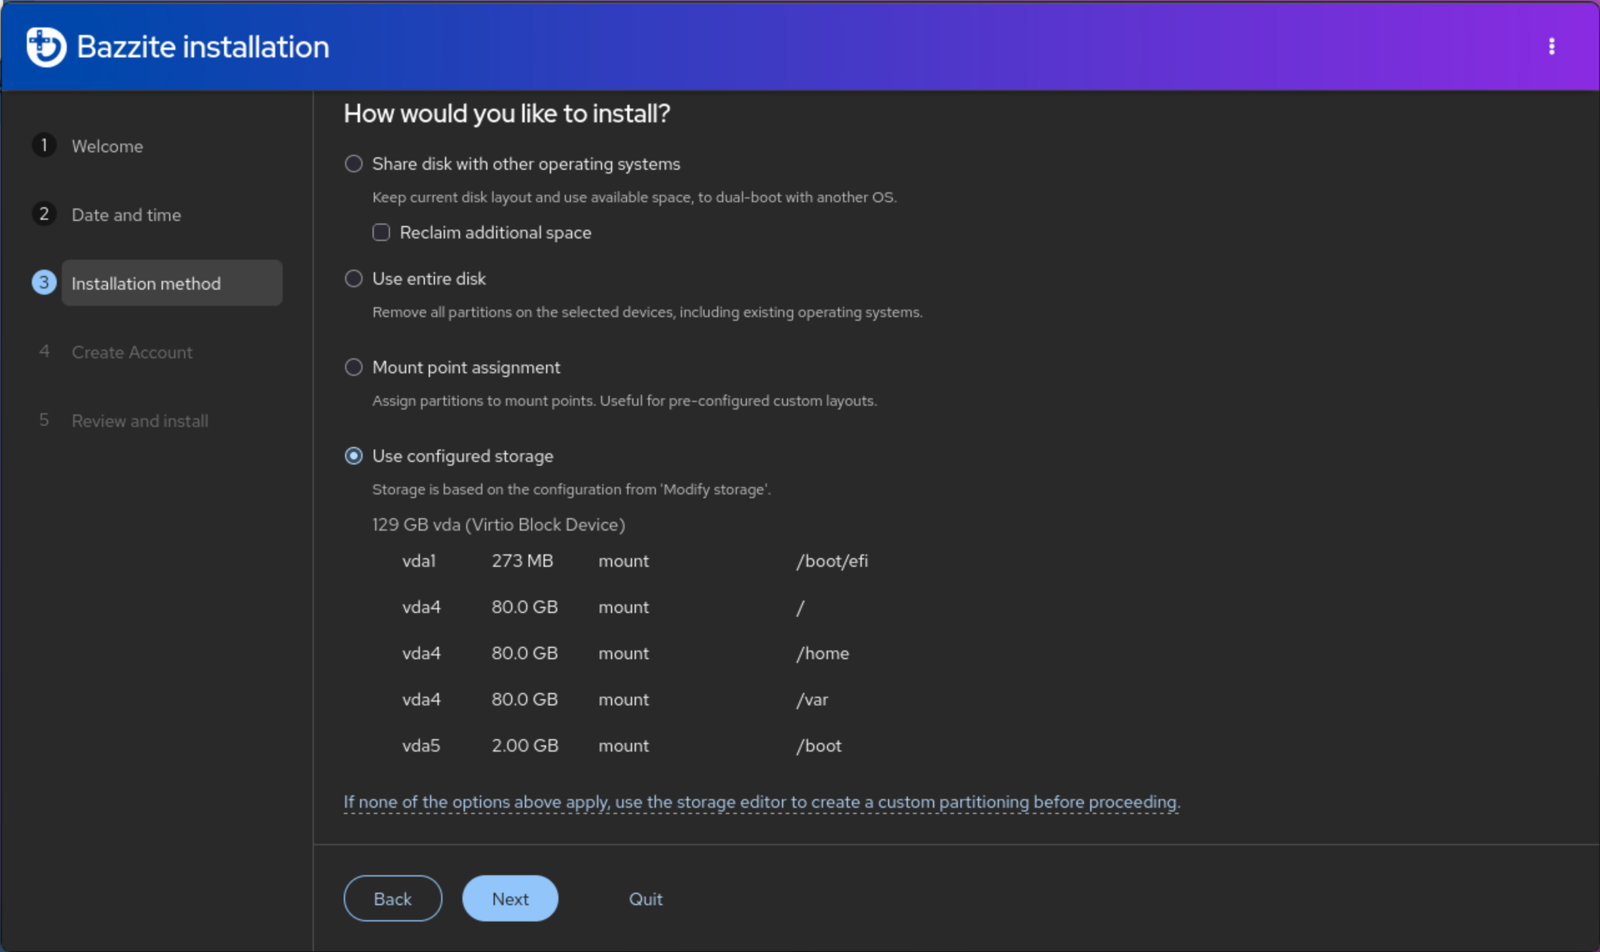 Bazzite installation
1 Welcome
2 Date and time
3 Installation method
4 Create Account
5 Review and install
How would you like to install?
Share disk with other operating systems
Keep current disk layout and use available space, to dual-boot with another OS.
Reclaim additional space
Use entire disk
Remove all partitions on the selected devices, including existing operating systems.
Mount point assignment
Assign partitions to mount points. Useful for pre-configured custom layouts.
Use configured storage
Storage is based on the configuration from 'Modify storage'.
129 GB vda (Virtio Block Device)
vda1 273 MB mount /boot/efi
vda4 80.0 GB mount /
vda4 80.0 GB mount /home
vda4 80.0 GB mount /var
vda5 2.00 GB mount /boot
If none of the options above apply, use the storage editor to create a custom partitioning before proceeding.
Back Next Quit